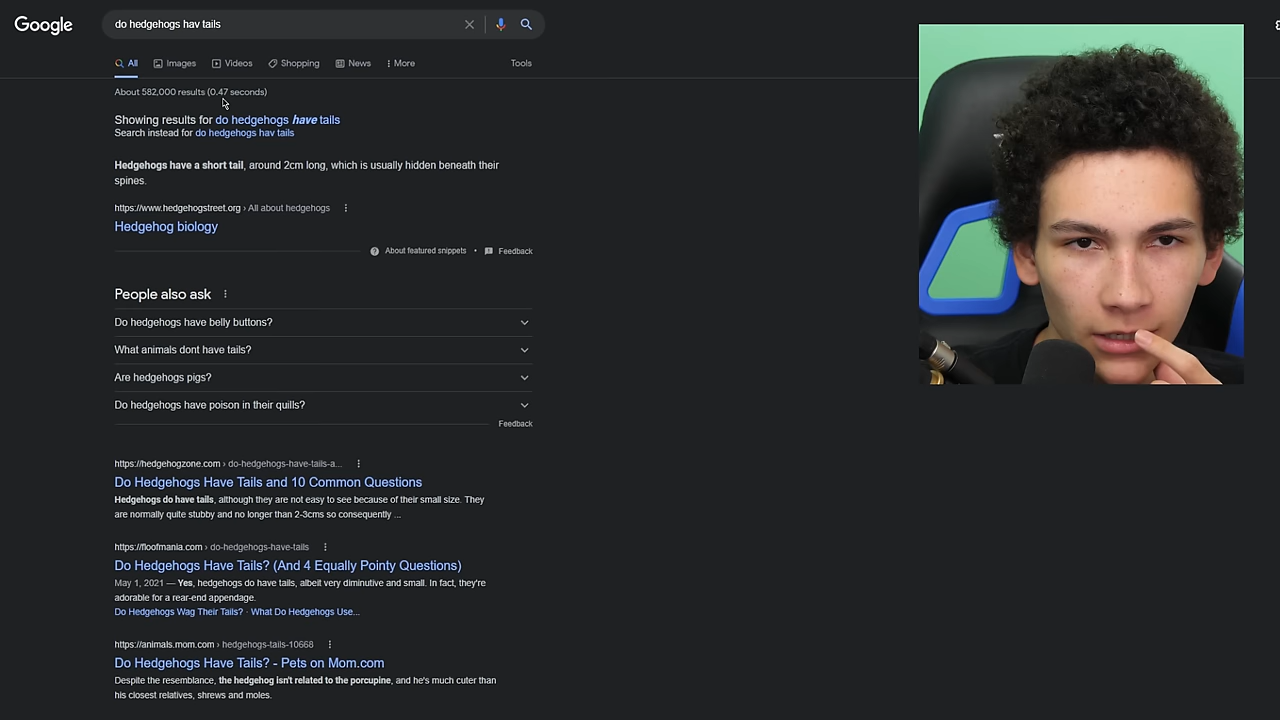 Google
do hedgehogs hav tails
All
Images
Videos
Shopping
News
More
Tools
About 582,000 results (0.47 seconds)
Showing results for do hedgehogs have tails
Search instead for do hedgehogs hav tails
Hedgehogs have a short tail, around 2cm long, which is usually hidden beneath their
spines.
https://www.hedgehogstreet.org › All about hedgehogs
Hedgehog biology
About featured snippets • Feedback
People also ask
Do hedgehogs have belly buttons?
What animals dont have tails?
Are hedgehogs pigs?
Do hedgehogs have poison in their quills?
Feedback
https://hedgehogzone.com › do-hedgehogs-have-tails-a...
Do Hedgehogs Have Tails and 10 Common Questions
Hedgehogs do have tails, although they are not easy to see because of their small size. They
are normally quite stubby and no longer than 2-3cms so consequently ...
https://floofmania.com › do-hedgehogs-have-tails
Do Hedgehogs Have Tails? (And 4 Equally Pointy Questions)
May 1, 2021 — Yes, hedgehogs do have tails, albeit very diminutive and small. In fact, they're
adorable for a rear-end appendage.
Do Hedgehogs Wag Their Tails? · What Do Hedgehogs Use...
https://animals.mom.com › hedgehogs-tails-10668
Do Hedgehogs Have Tails? - Pets on Mom.com
Despite the resemblance, the hedgehog isn't related to the porcupine, and he's much cuter than
his closest relatives, shrews and moles.